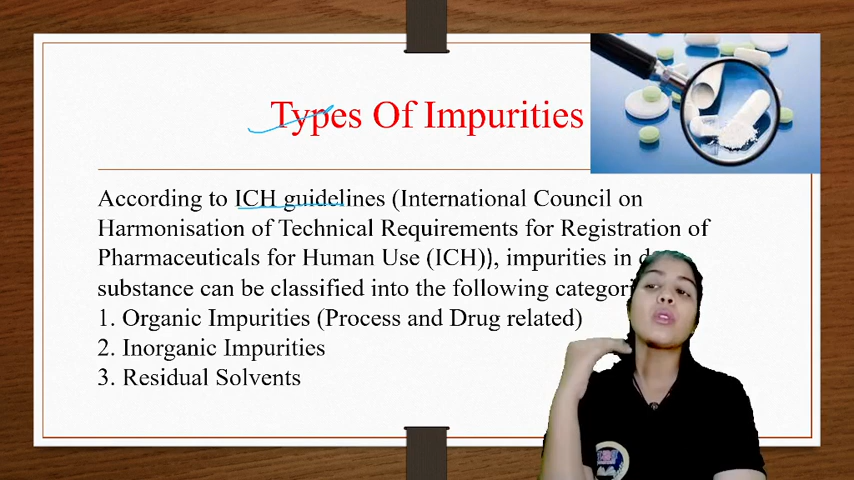 Types Of Impurities
According to ICH guidelines (International Council on
Harmonisation of Technical Requirements for Registration of
Pharmaceuticals for Human Use (ICH)), impurities in
substance can be classified into the following
1. Organic Impurities (Process and Drug related)
2. Inorganic Impurities
3. Residual Solvents